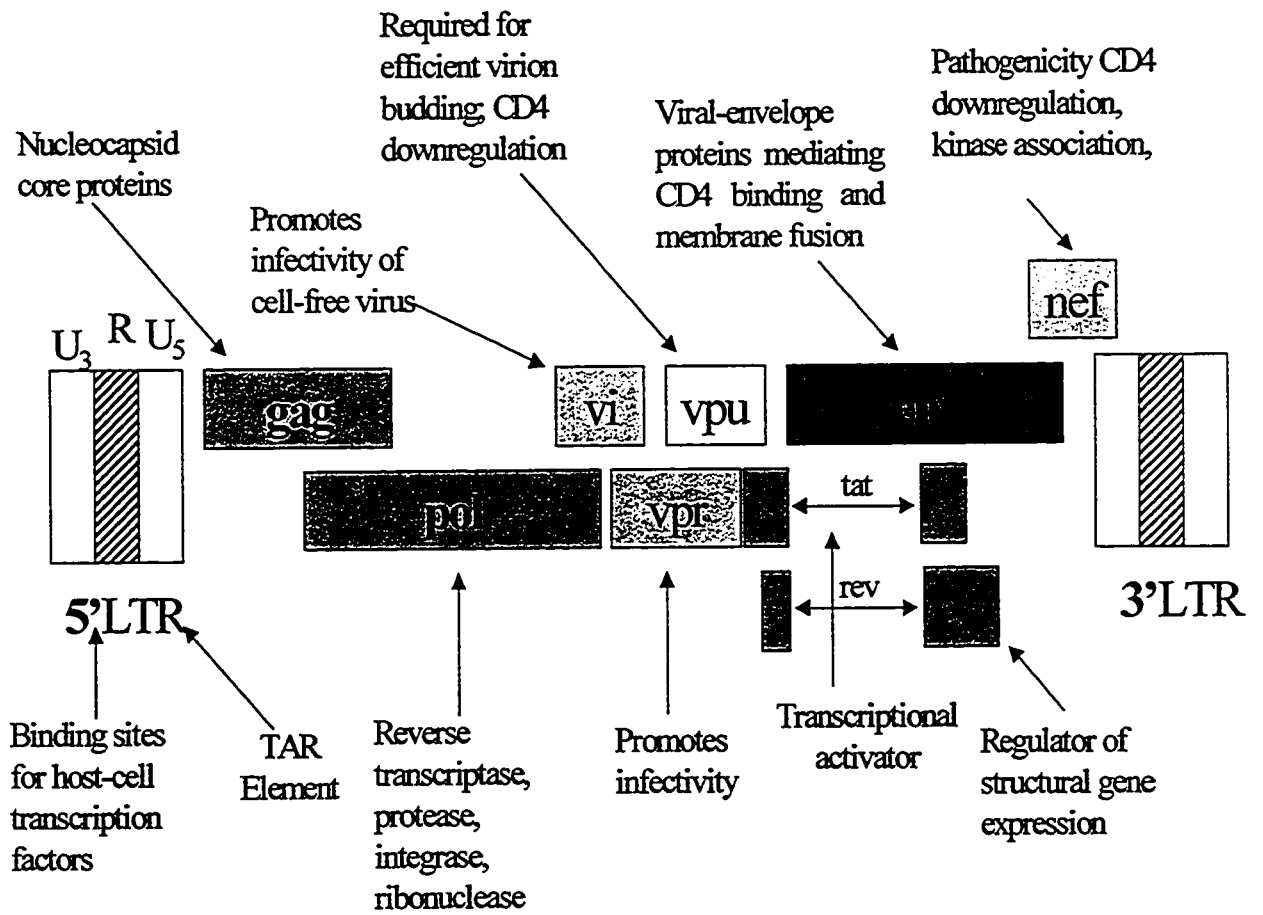 Required for
efficient virion
budding; CD4
downregulation
Pathogenicity CD4
downregulation,
kinase association,
Viral-envelope
proteins mediating
CD4 binding and
membrane fusion
Nucleocapsid
core proteins
Promotes
infectivity of
cell-free virus
nef
U3 R U5
gag
vi
vpu
pol
vpr
tat
rev
5'LTR
3'LTR
Binding sites
for host-cell
transcription
factors
TAR
Element
Reverse
transcriptase,
protease,
integrase,
ribonuclease
Promotes
infectivity
Transcriptional
activator
Regulator of
structural gene
expression